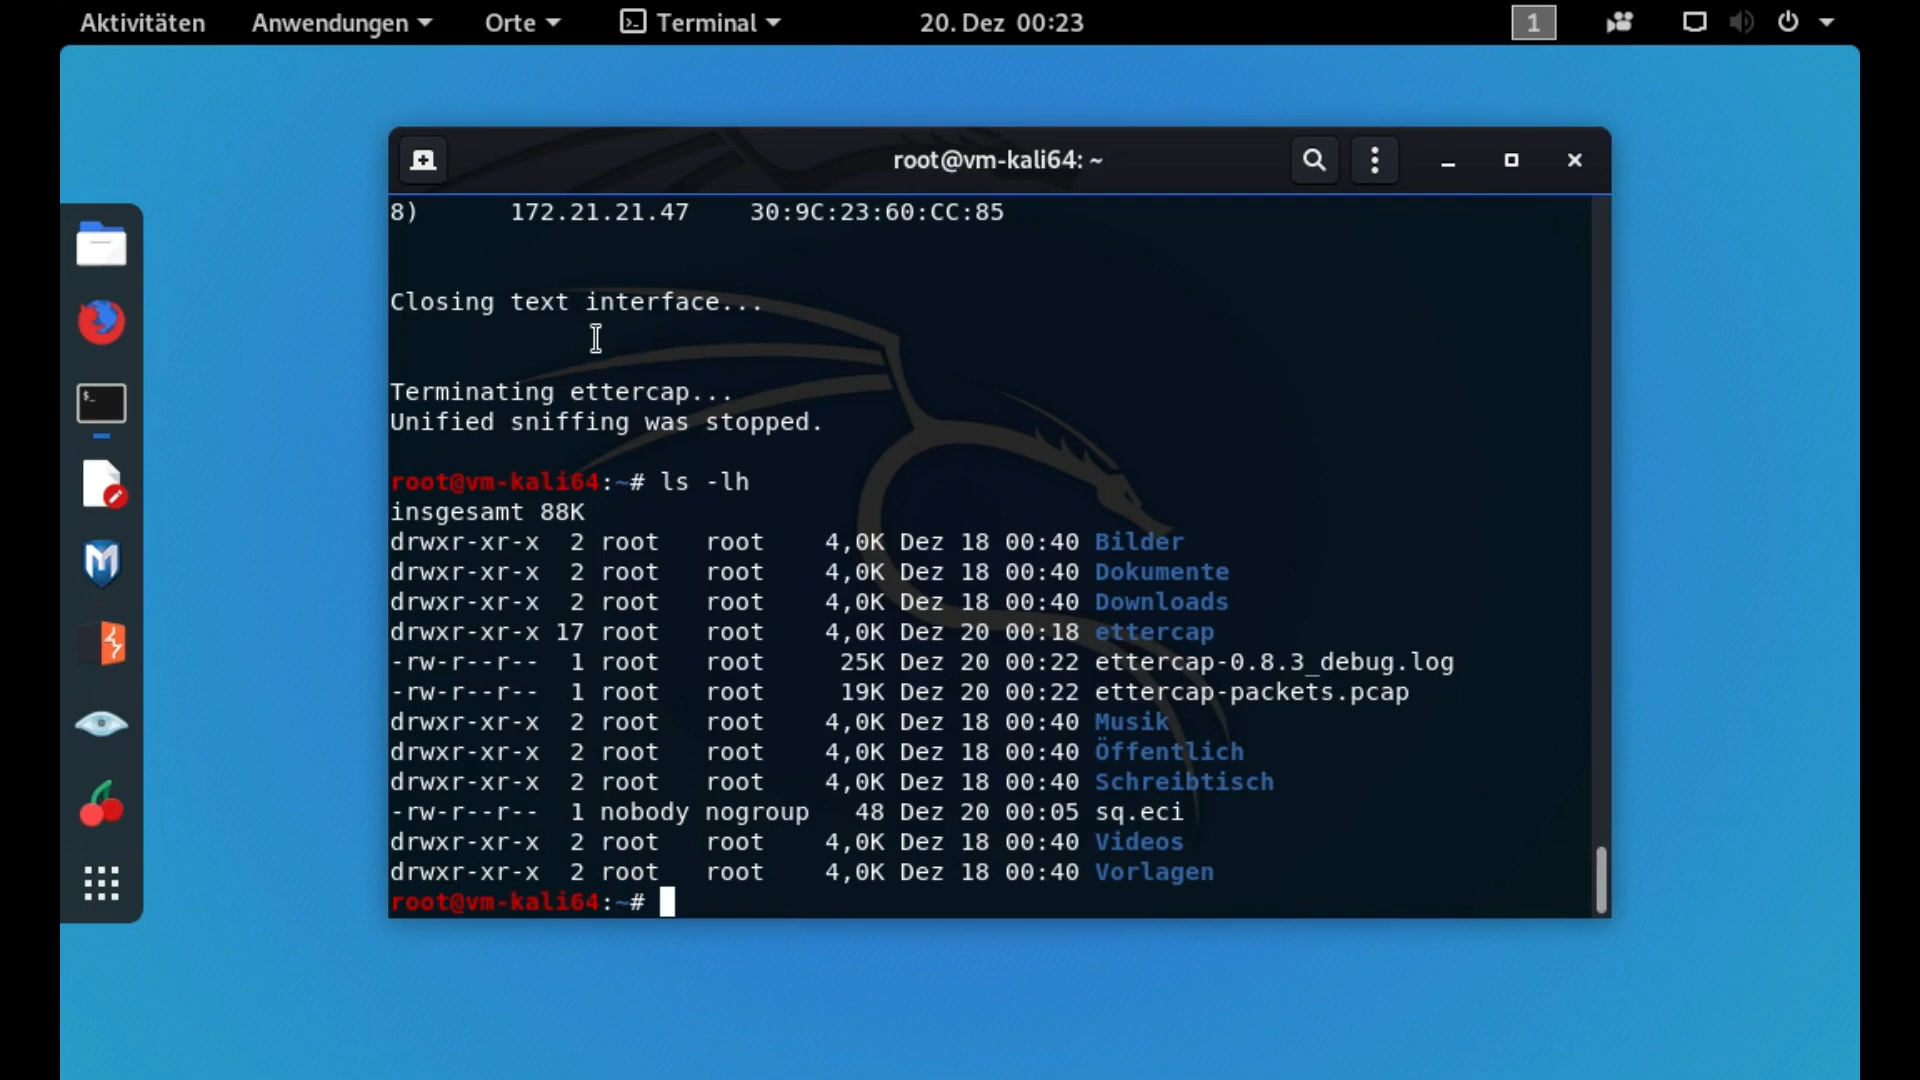 Aktivitäten Anwendungen Orte Terminal 20. Dez 00:23 1
root@vm-kali64: ~
8) 172.21.21.47 30:9C:23:60:CC:85
Closing text interface...
Terminating ettercap...
Unified sniffing was stopped.
root@vm-kali64:~# ls -lh
insgesamt 88K
drwxr-xr-x 2 root root 4,0K Dez 18 00:40 Bilder
drwxr-xr-x 2 root root 4,0K Dez 18 00:40 Dokumente
drwxr-xr-x 2 root root 4,0K Dez 18 00:40 Downloads
drwxr-xr-x 17 root root 4,0K Dez 20 00:18 ettercap
-rw-r--r-- 1 root root 25K Dez 20 00:22 ettercap-0.8.3_debug.log
-rw-r--r-- 1 root root 19K Dez 20 00:22 ettercap-packets.pcap
drwxr-xr-x 2 root root 4,0K Dez 18 00:40 Musik
drwxr-xr-x 2 root root 4,0K Dez 18 00:40 Öffentlich
drwxr-xr-x 2 root root 4,0K Dez 18 00:40 Schreibtisch
-rw-r--r-- 1 nobody nogroup 48 Dez 20 00:05 sq.eci
drwxr-xr-x 2 root root 4,0K Dez 18 00:40 Videos
drwxr-xr-x 2 root root 4,0K Dez 18 00:40 Vorlagen
root@vm-kali64:~#